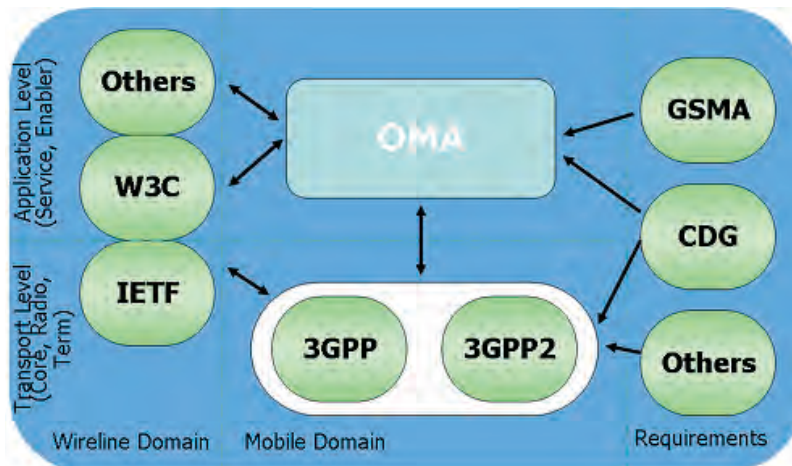 Application Level
(Service, Enabler)
Transport Level
(Core, Radio,
Term)
Others
W3C
IETF
OMA
3GPP
3GPP2
GSMA
CDG
Others
Wireline Domain
Mobile Domain
Requirements